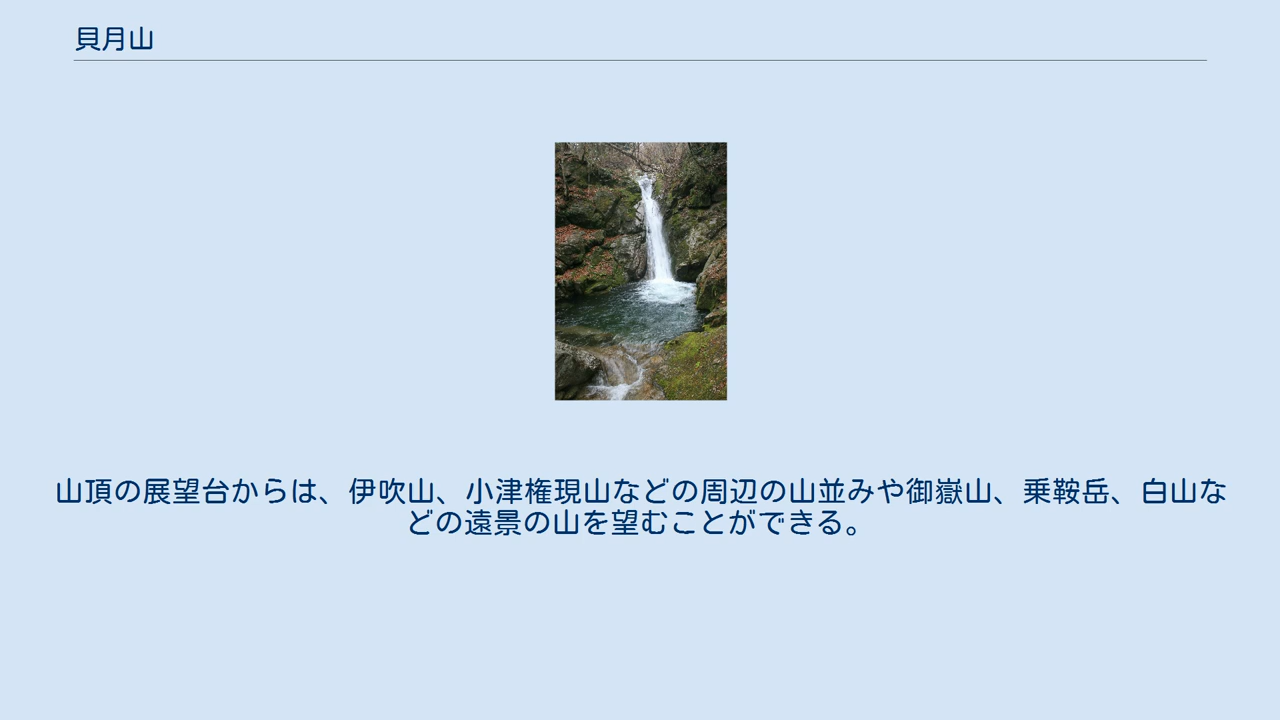 貝月山
山頂の展望台からは、伊吹山、小津権現山などの周辺の山並みや御嶽山、乗鞍岳、白山な
どの遠景の山を望むことができる。